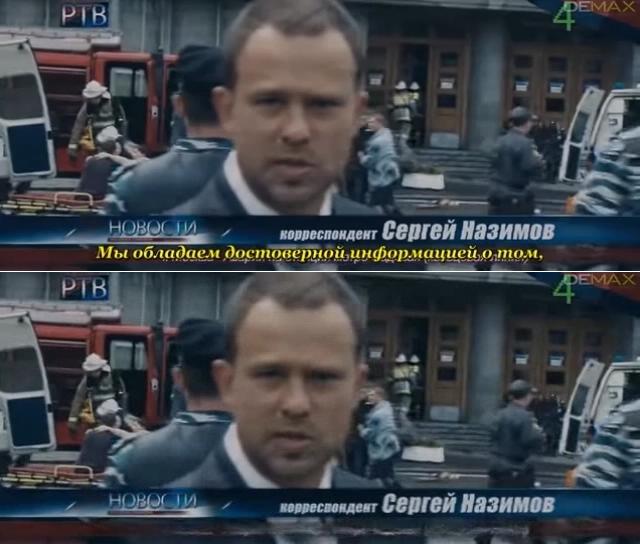 РТВ
4
DEMAX
НОВОСТИ
корреспондент Сергей Назимов
Мы обладаем достоверной информацией о том,
РТВ
4
DEMAX
НОВОСТИ
корреспондент Сергей Назимов